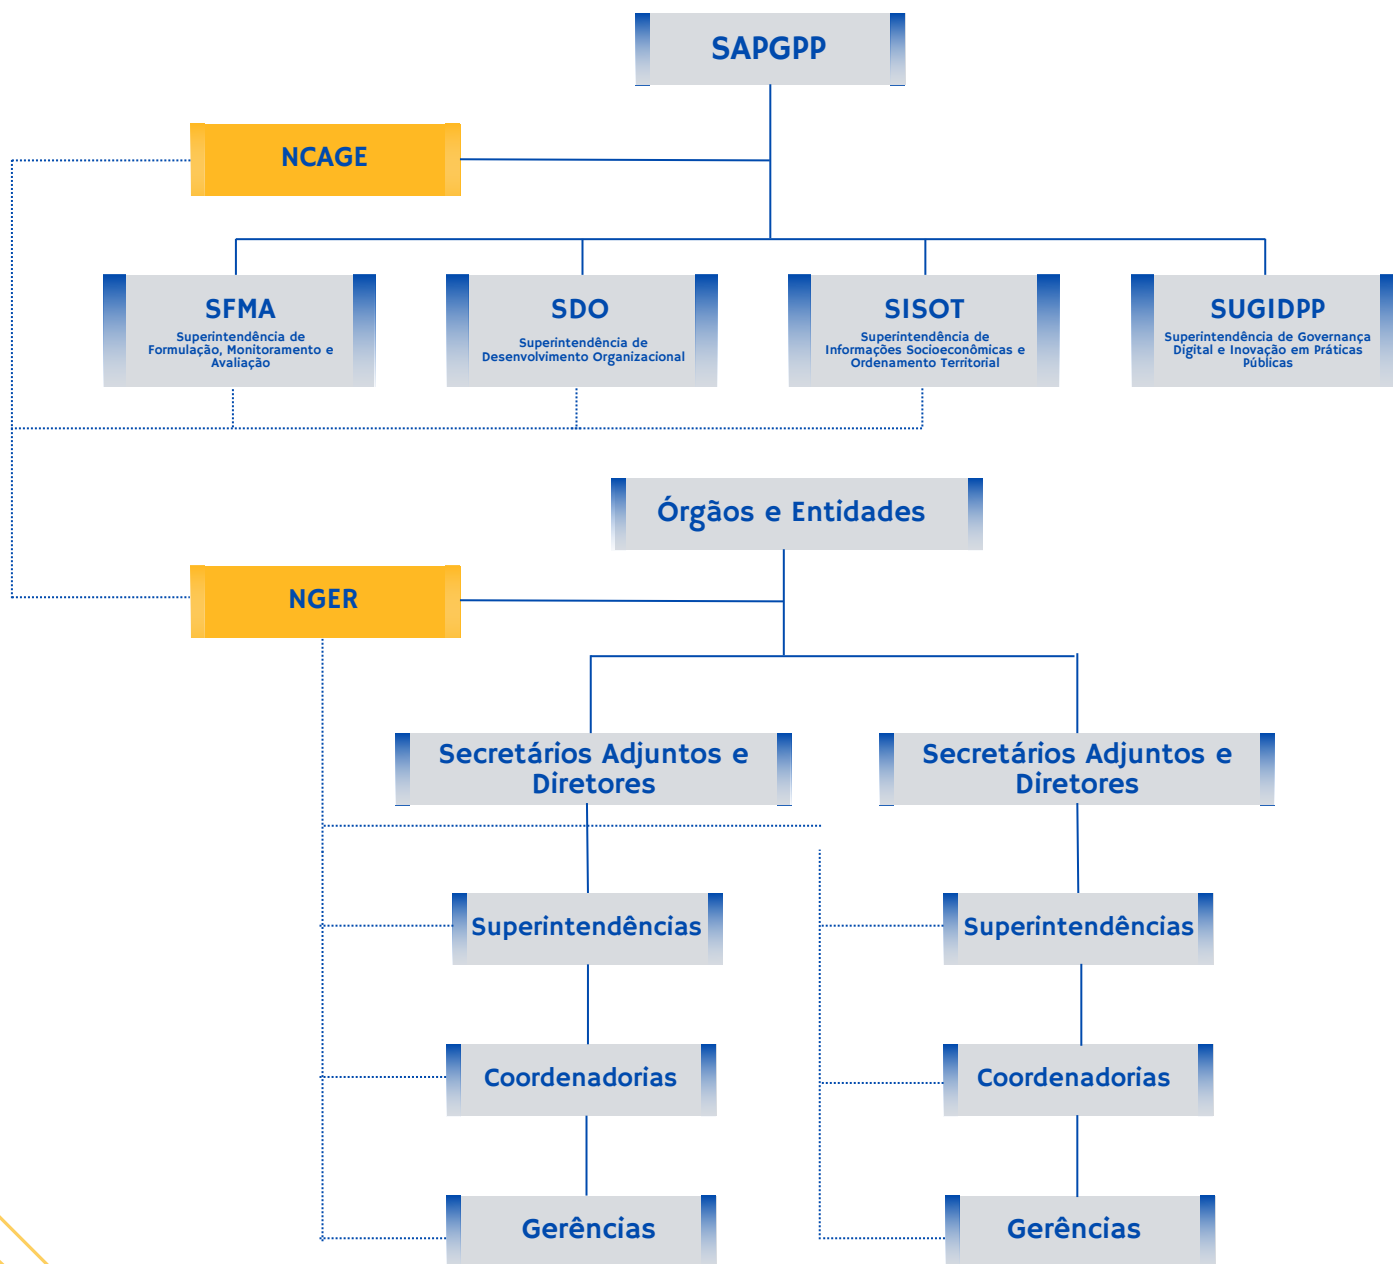 SAPGPP
NCAGE
SFMA
Superintendência de
Formulação, Monitoramento e
Avaliação
SDO
Superintendência de
Desenvolvimento Organizacional
SISOT
Superintendência de
Informações Socioeconômicas e
Ordenamento Territorial
SUGIDPP
Superintendência de Governança
Digital e Inovação em Práticas
Públicas
Órgãos e Entidades
NGER
Secretários Adjuntos e
Diretores
Secretários Adjuntos e
Diretores
Superintendências
Superintendências
Coordenadorias
Coordenadorias
Gerências
Gerências